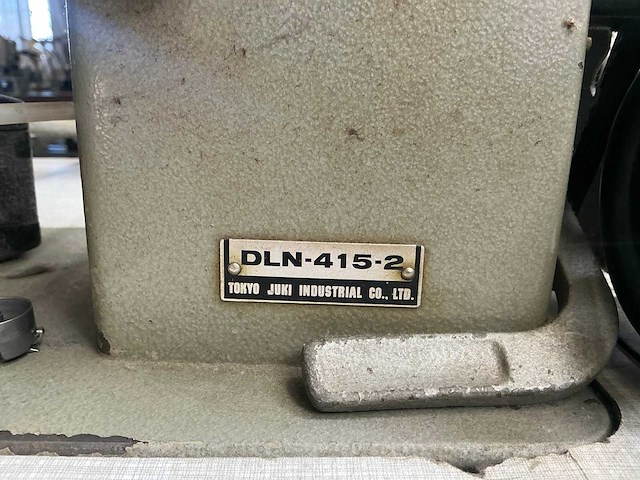 DLN-415-2
TOKYO JUKI INDUSTRIAL CO., LTD.